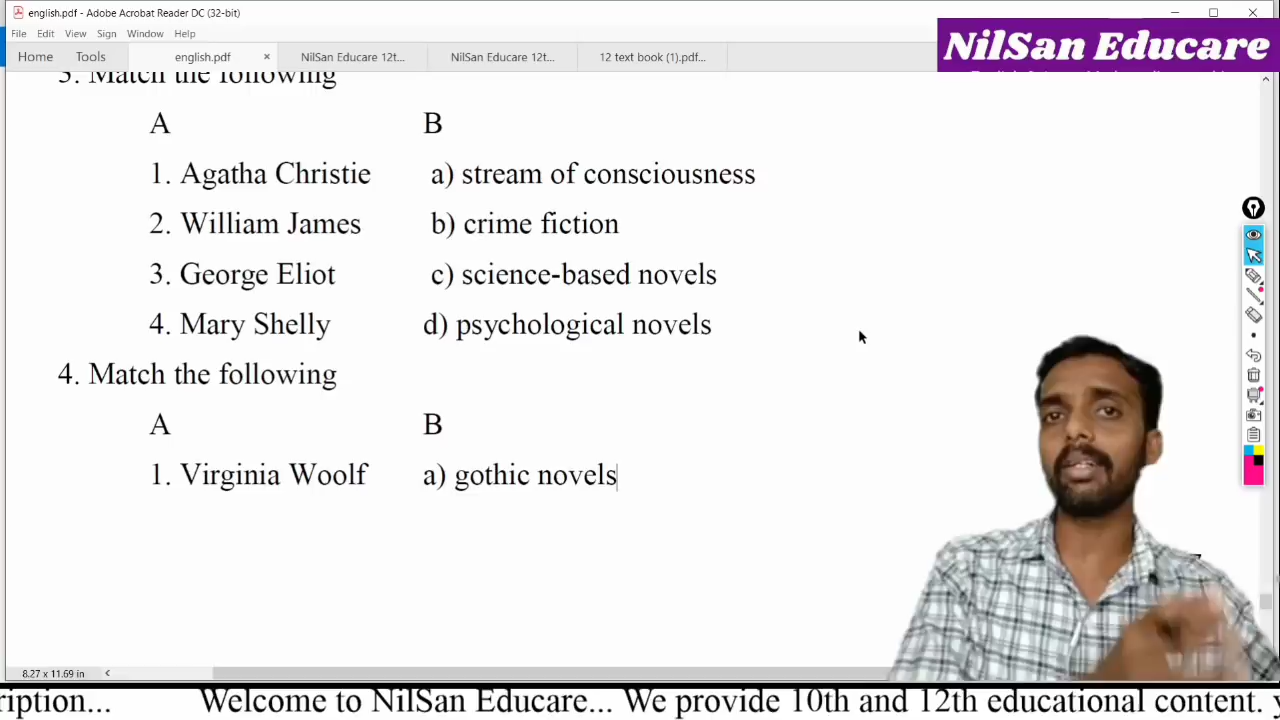 english.pdf - Adobe Acrobat Reader DC (32-bit)
File Edit View Sign Window Help
Home Tools english.pdf × NilSan Educare 12t... NilSan Educare 12t... 12 text book (1).pdf...
NilSan Educare
3. Match the following
A B
1. Agatha Christie a) stream of consciousness
2. William James b) crime fiction
3. George Eliot c) science-based novels
4. Mary Shelly d) psychological novels
4. Match the following
A B
1. Virginia Woolf a) gothic novels
8.27 x 11.69 in
ription... Welcome to NilSan Educare... We provide 10th and 12th educational content. y